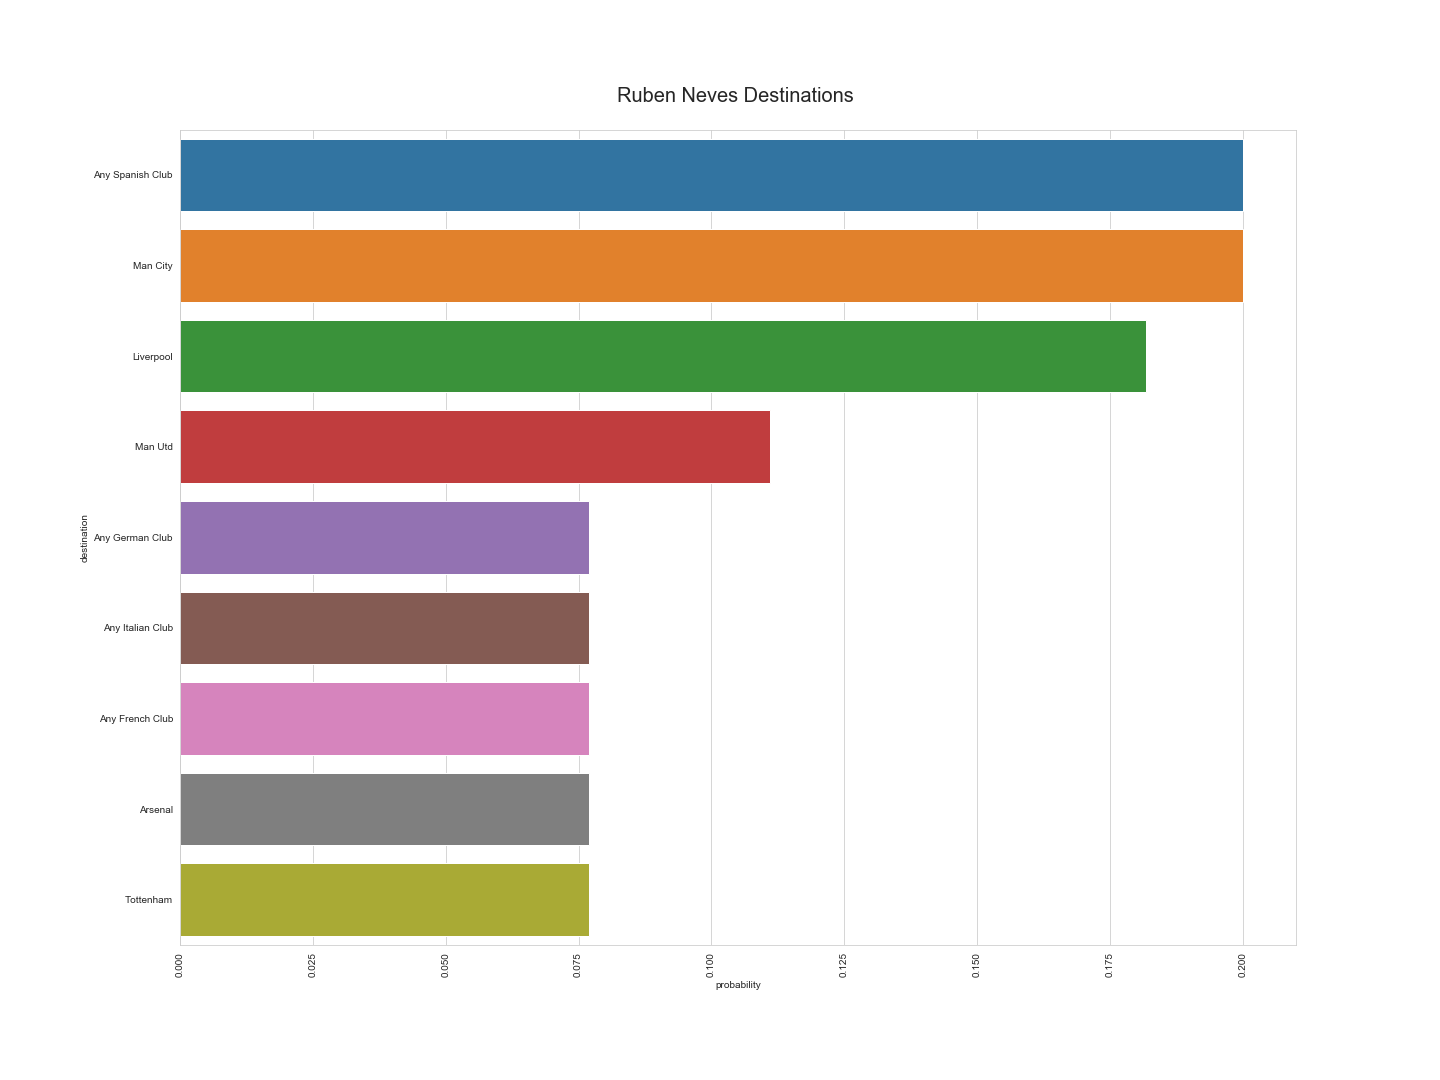 Ruben Neves Destinations
destination
Any Spanish Club
Man City
Liverpool
Man Utd
Any German Club
Any Italian Club
Any French Club
Arsenal
Tottenham
0.000
0.025
0.050
0.075
0.100
0.125
0.150
0.175
0.200
probability